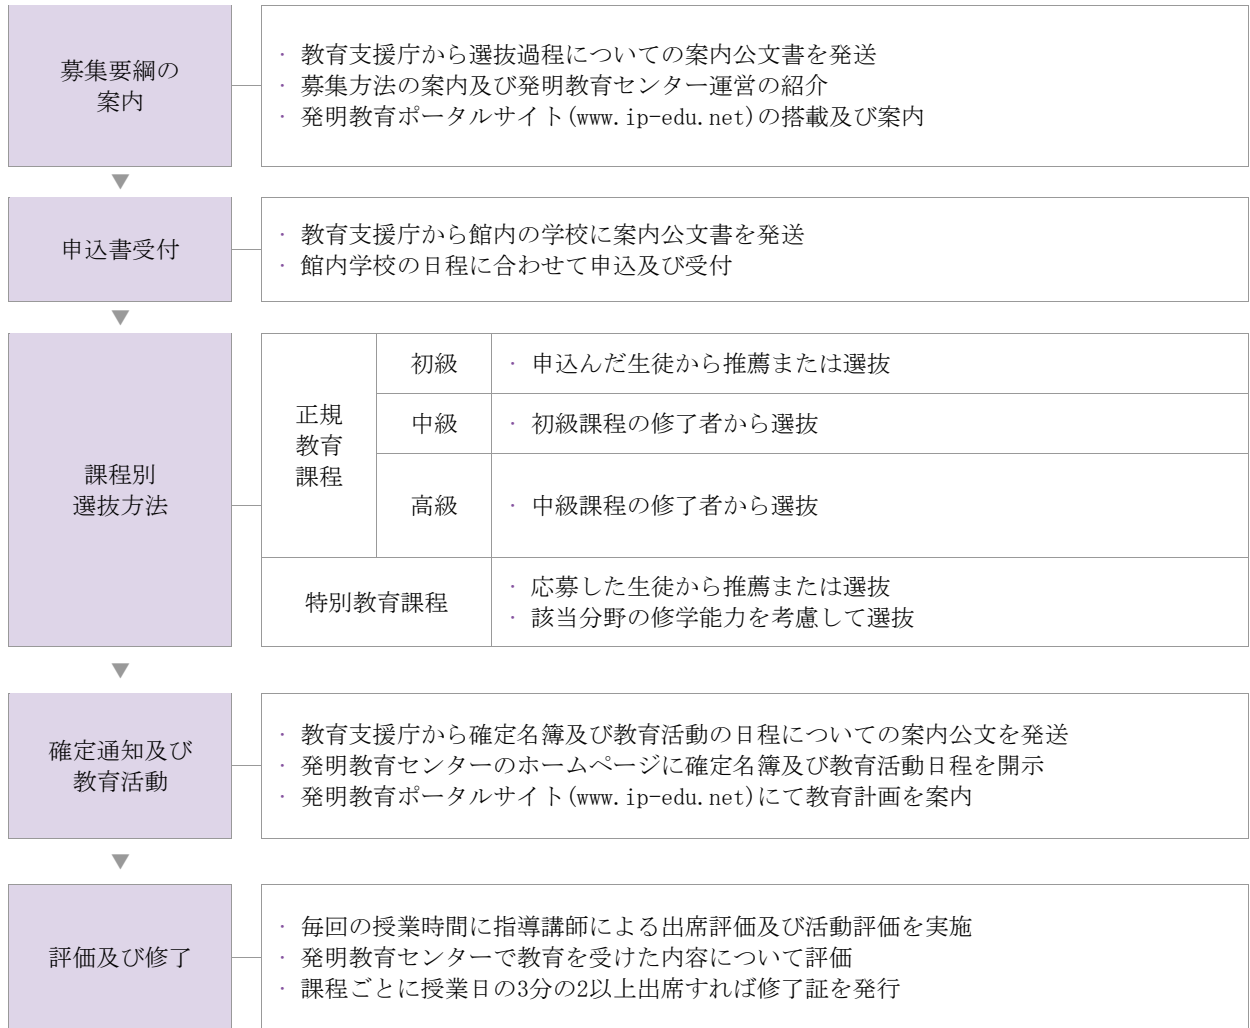 募集要綱の
案内
· 教育支援庁から選抜過程についての案内公文書を発送
· 募集方法の案内及び発明教育センター運営の紹介
· 発明教育ポータルサイト(www.ip-edu.net)の搭載及び案内
▼
申込書受付
· 教育支援庁から館内の学校に案内公文書を発送
· 館内学校の日程に合わせて申込及び受付
▼
課程別
選抜方法
正規
教育
課程
初級
· 申込んだ生徒から推薦または選抜
中級
· 初級課程の修了者から選抜
高級
· 中級課程の修了者から選抜
特別教育課程
· 応募した生徒から推薦または選抜
· 該当分野の修学能力を考慮して選抜
▼
確定通知及び
教育活動
· 教育支援庁から確定名簿及び教育活動の日程についての案内公文を発送
· 発明教育センターのホームページに確定名簿及び教育活動日程を開示
· 発明教育ポータルサイト(www.ip-edu.net)にて教育計画を案内
▼
評価及び修了
· 毎回の授業時間に指導講師による出席評価及び活動評価を実施
· 発明教育センターで教育を受けた内容について評価
· 課程ごとに授業日の3分の2以上出席すれば修了証を発行